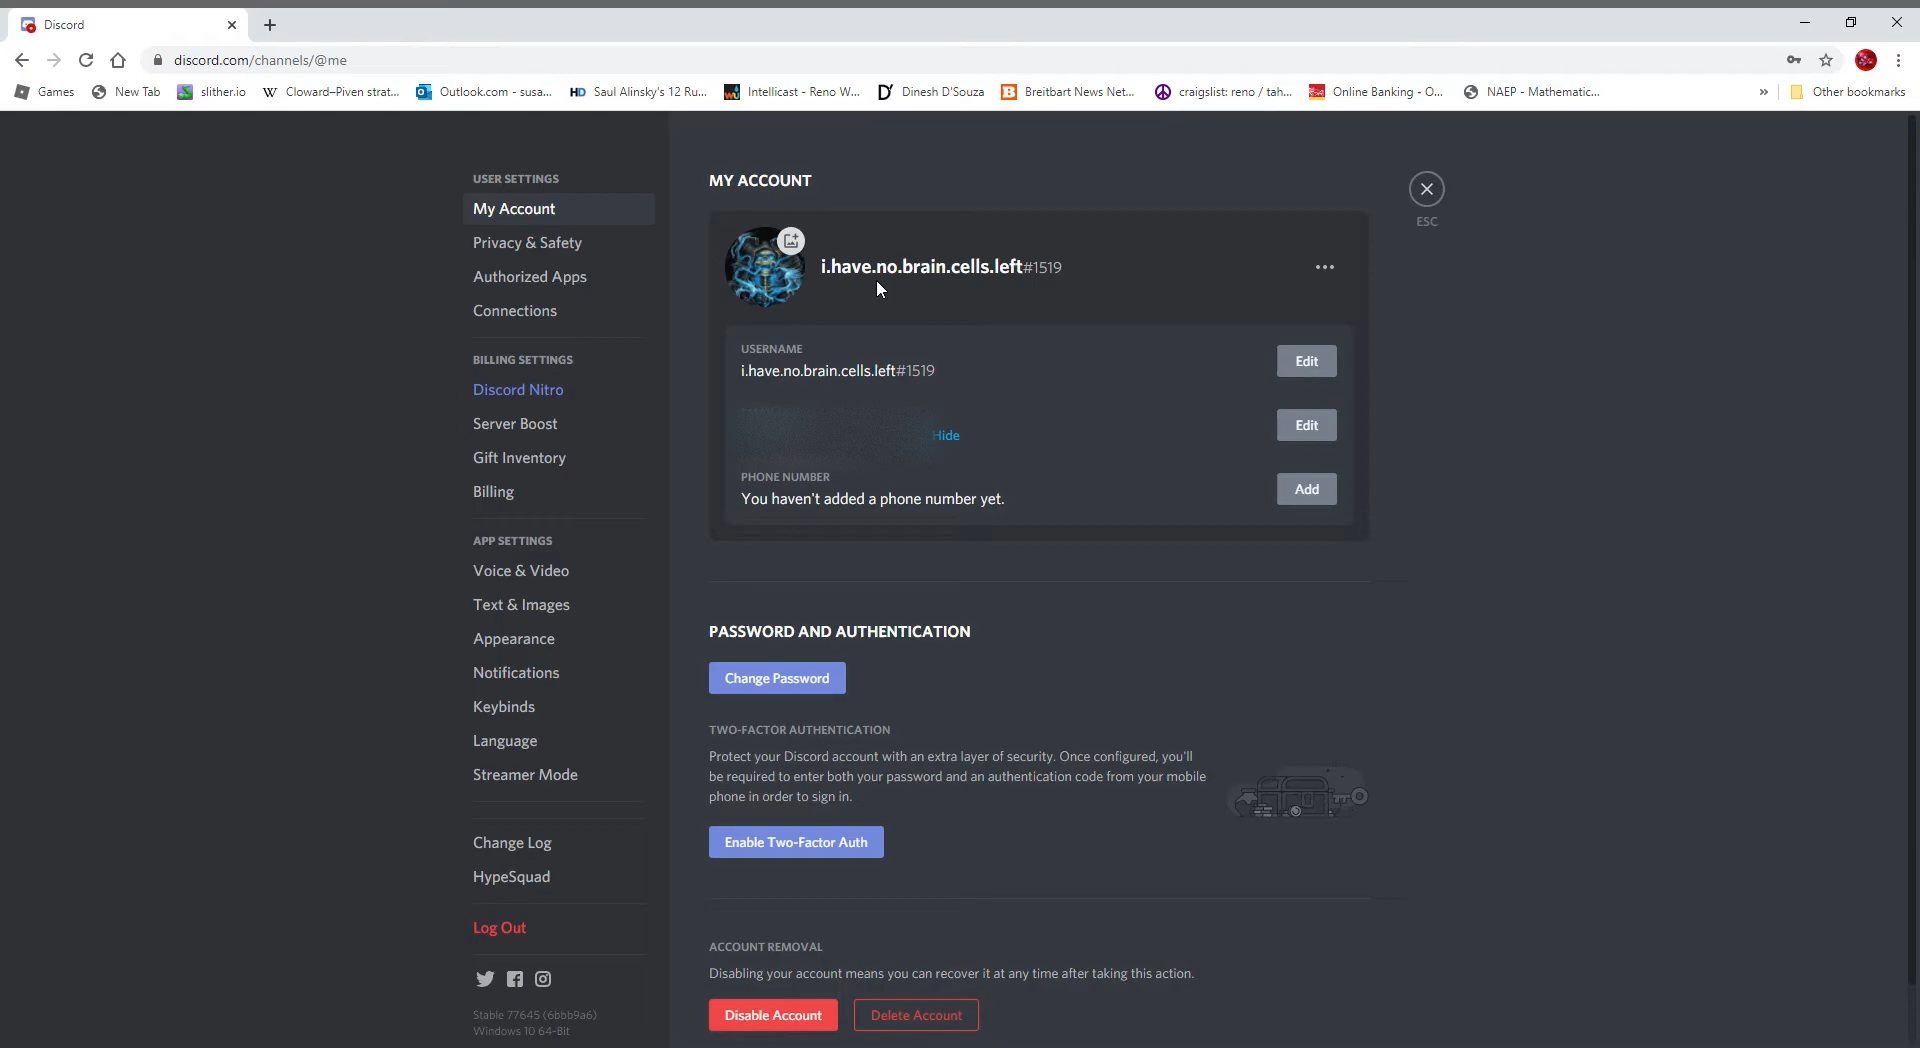 Discord
discord.com/channels/@me
Games
New Tab
slither.io
Cloward–Piven strat...
Outlook.com - susa...
Saul Alinsky's 12 Ru...
Intellicast - Reno W...
Dinesh D'Souza
Breitbart News Net...
craigslist: reno / tah...
Online Banking - O...
NAEP - Mathematic...
»
Other bookmarks
USER SETTINGS
My Account
Privacy & Safety
Authorized Apps
Connections
BILLING SETTINGS
Discord Nitro
Server Boost
Gift Inventory
Billing
APP SETTINGS
Voice & Video
Text & Images
Appearance
Notifications
Keybinds
Language
Streamer Mode
Change Log
HypeSquad
Log Out
Stable 77645 (6bbb9a6)
Windows 10 64-Bit
MY ACCOUNT
ESC
i.have.no.brain.cells.left#1519
USERNAME
i.have.no.brain.cells.left#1519
Edit
Hide
Edit
PHONE NUMBER
You haven't added a phone number yet.
Add
PASSWORD AND AUTHENTICATION
Change Password
TWO-FACTOR AUTHENTICATION
Protect your Discord account with an extra layer of security. Once configured, you'll
be required to enter both your password and an authentication code from your mobile
phone in order to sign in.
Enable Two-Factor Auth
ACCOUNT REMOVAL
Disabling your account means you can recover it at any time after taking this action.
Disable Account
Delete Account